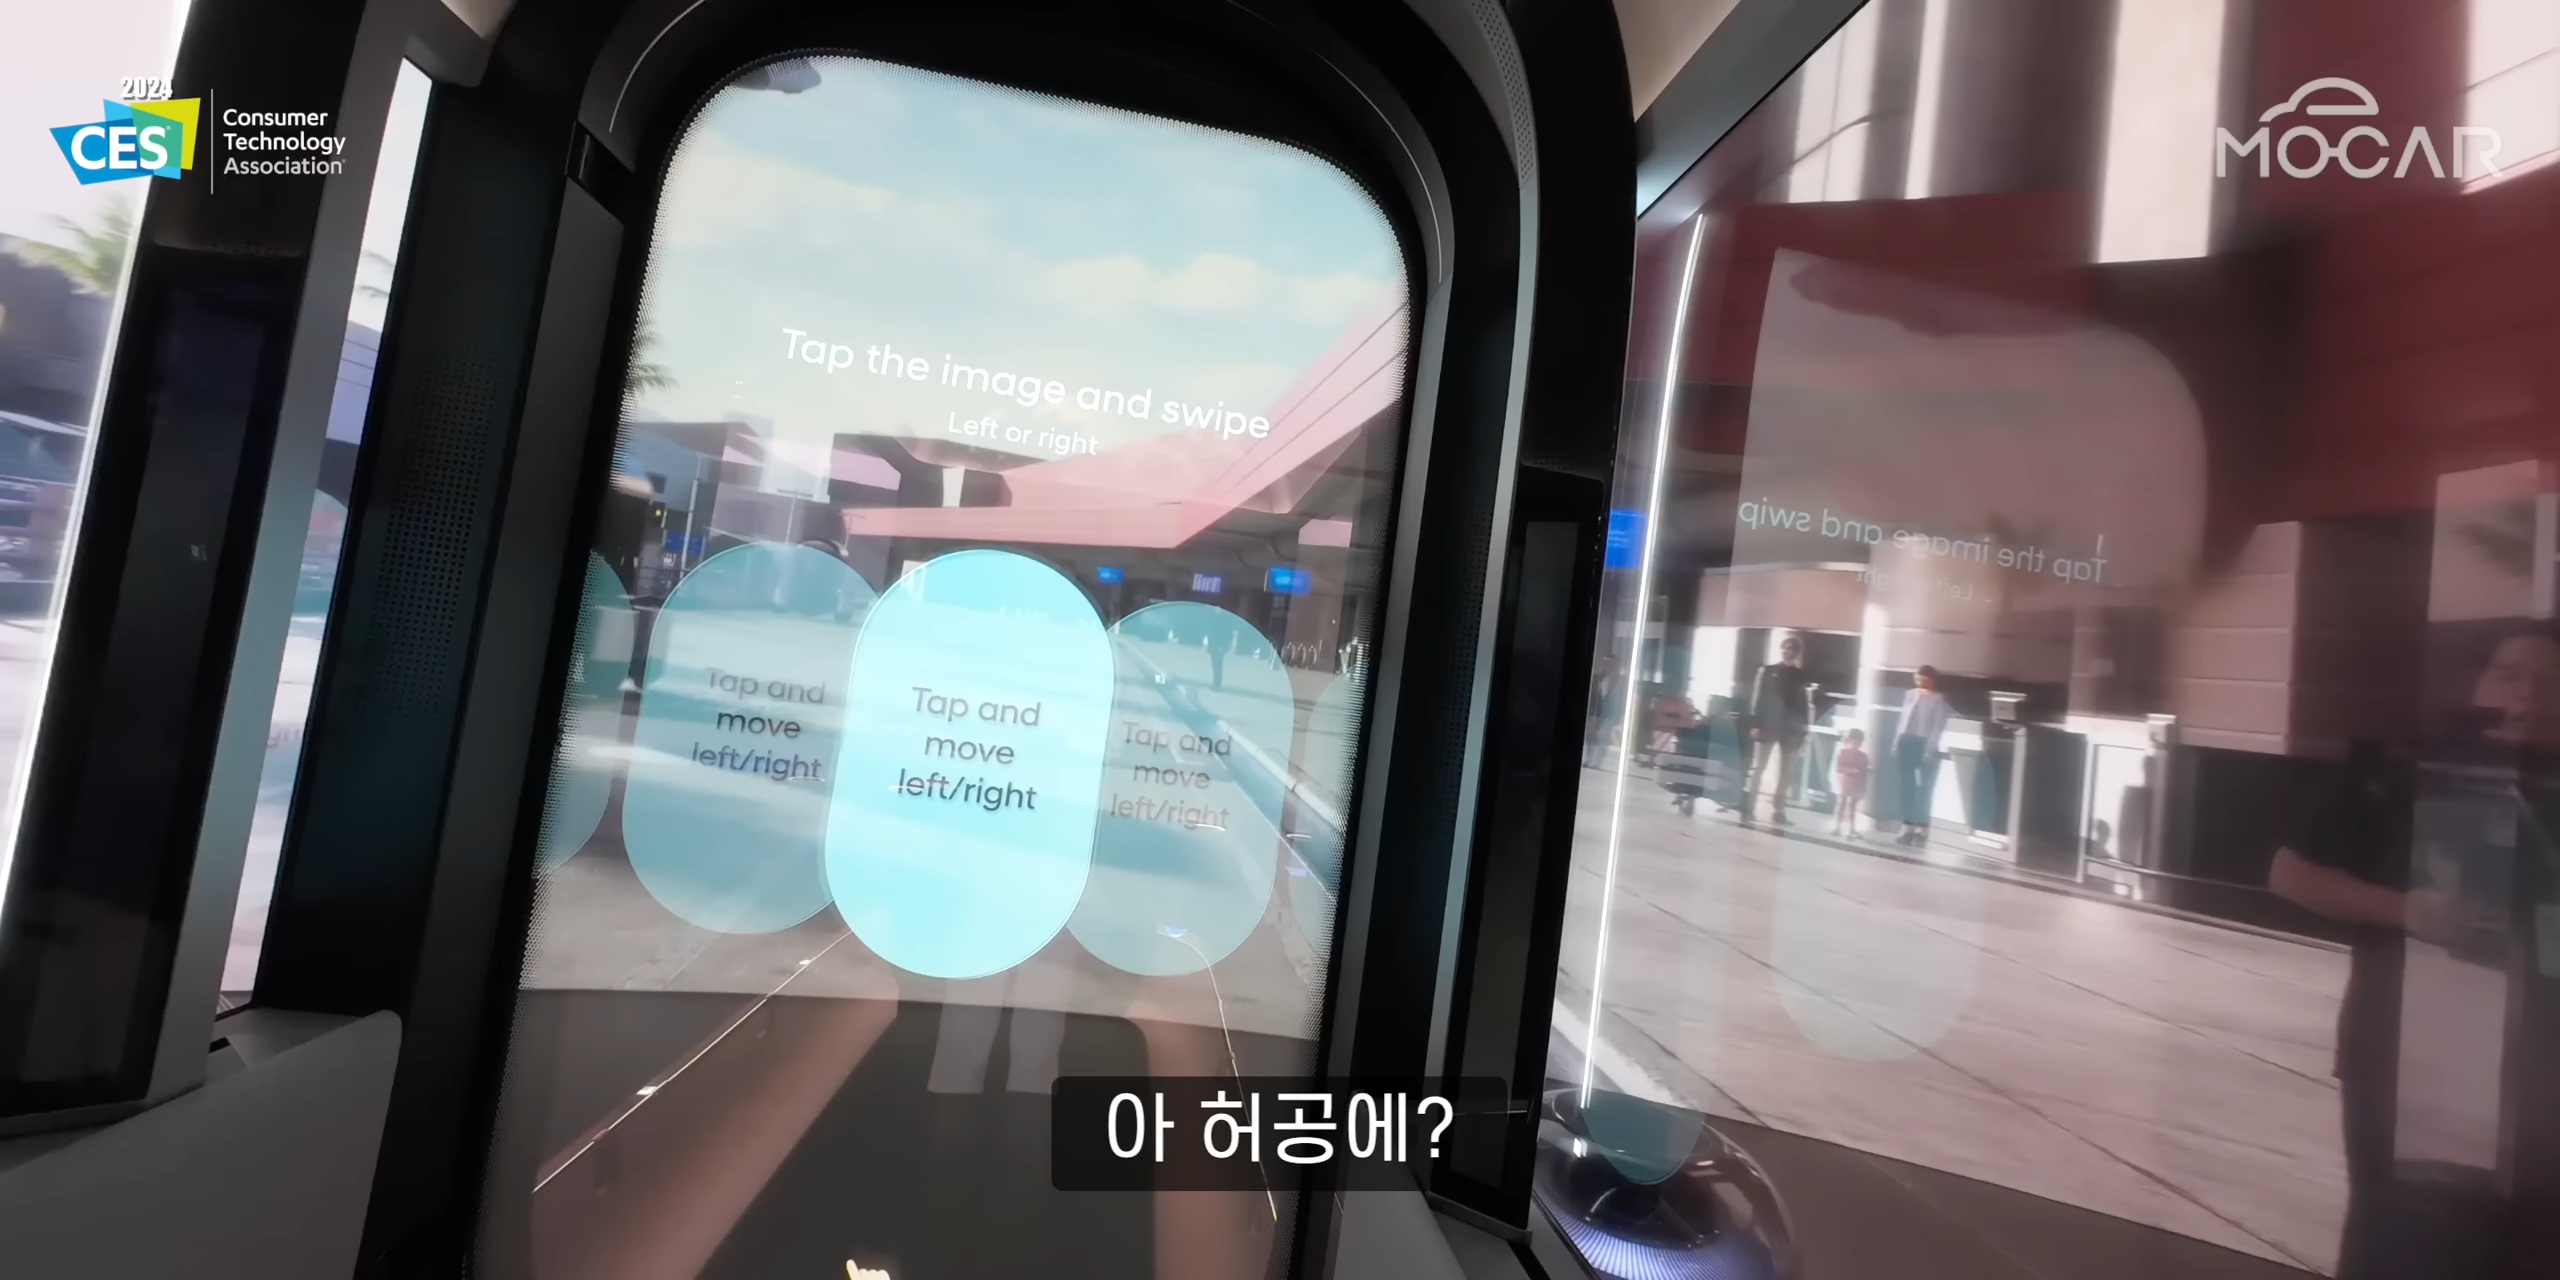 2024
CES
Consumer
Technology
Association
MOCAR
Tap the image and swipe
Left or right
Tap the image and swip
Tap and
move
left/right
Tap and
move
left/right
Tap and
move
left/right
아 허공에?